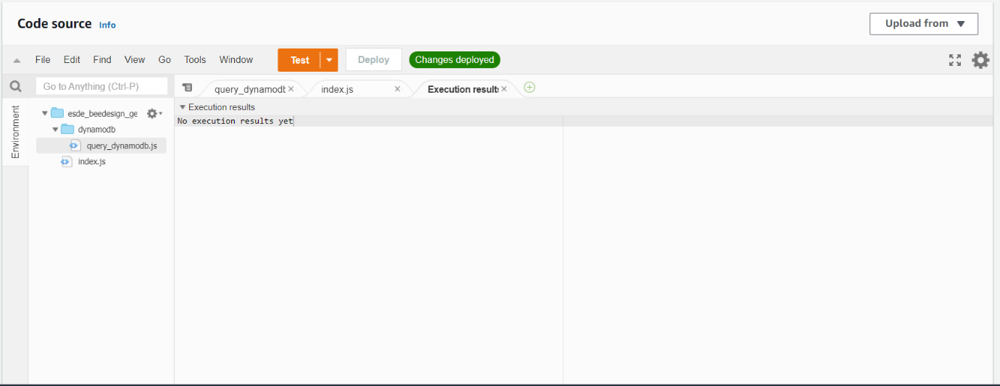 Code source Info
Upload from
File Edit Find View Go Tools Window
Test
Deploy
Changes deployed
Go to Anything (Ctrl-P)
query_dynamodb
index.js
Execution results
Environment
esde_beedesign_ge
dynamodb
query_dynamodb.js
index.js
Execution results
No execution results yet